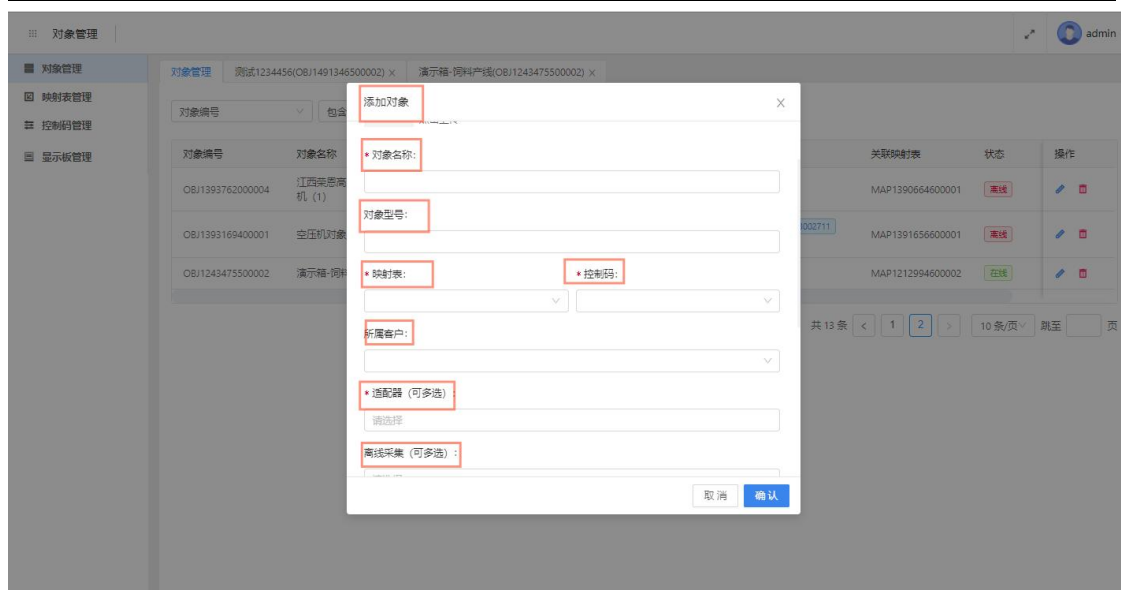 对象管理
admin
对象管理
映射表管理
控制码管理
显示板管理
对象管理 测试1234456(OBJ1491346500002) × 演示箱-饲料产线(OBJ1243475500002) ×
对象编号 包含
添加对象
* 对象名称:
对象型号:
* 映射表: * 控制码:
所属客户:
* 适配器（可多选）:
请选择
离线采集（可多选）:
取消 确认
对象编号 对象名称 关联映射表 状态 操作
OBJ1393762000004 江西荣恩高 MAP1390664600001 离线
机（1）
OBJ1393169400001 空压机对象 0002711 MAP1391656600001 离线
OBJ1243475500002 演示箱-饲料 MAP1212994600002 在线
共 13 条 < 1 2 > 10 条/页 跳至 页